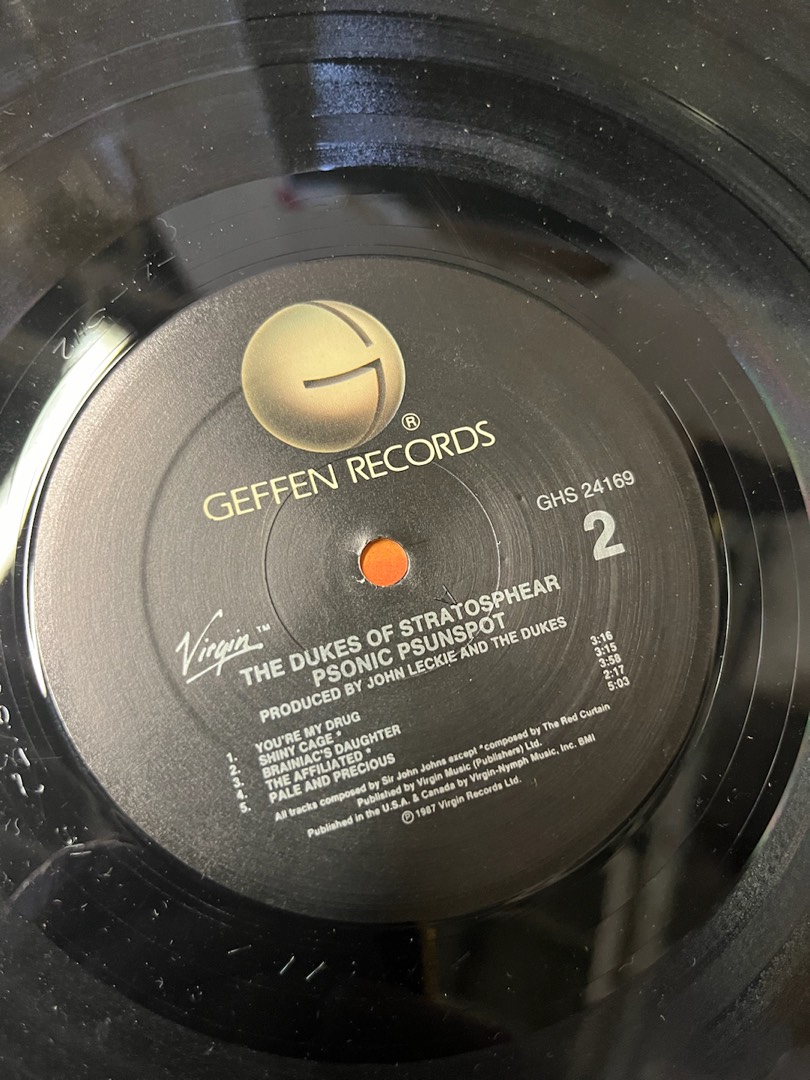 GEFFEN RECORDS ®
GHS 24169
2
Virgin ™
THE DUKES OF STRATOSPHEAR
PSONIC PSUNSPOT
PRODUCED BY JOHN LECKIE AND THE DUKES
1. YOU'RE MY DRUG 3:16
2. SHINY CAGE * 3:15
3. BRAINIAC'S DAUGHTER 3:58
4. THE AFFILIATED * 2:17
5. PALE AND PRECIOUS 5:03
All tracks composed by Sir John Johns except *composed by The Red Curtain
Published by Virgin Music (Publishers) Ltd.
Published in the U.S.A. & Canada by Virgin-Nymph Music, Inc. BMI
℗ 1987 Virgin Records Ltd.